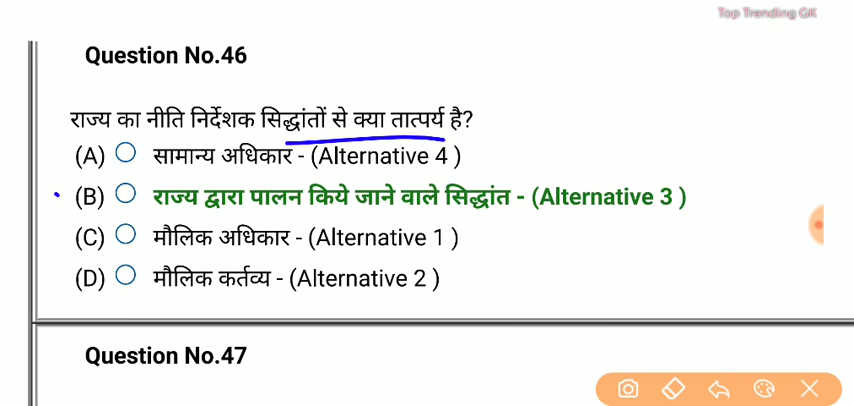 Top Trending GK
Question No.46
राज्य का नीति निर्देशक सिद्धांतों से क्या तात्पर्य है?
(A) सामान्य अधिकार - (Alternative 4 )
(B) राज्य द्वारा पालन किये जाने वाले सिद्धांत - (Alternative 3 )
(C) मौलिक अधिकार - (Alternative 1 )
(D) मौलिक कर्तव्य - (Alternative 2 )
Question No.47